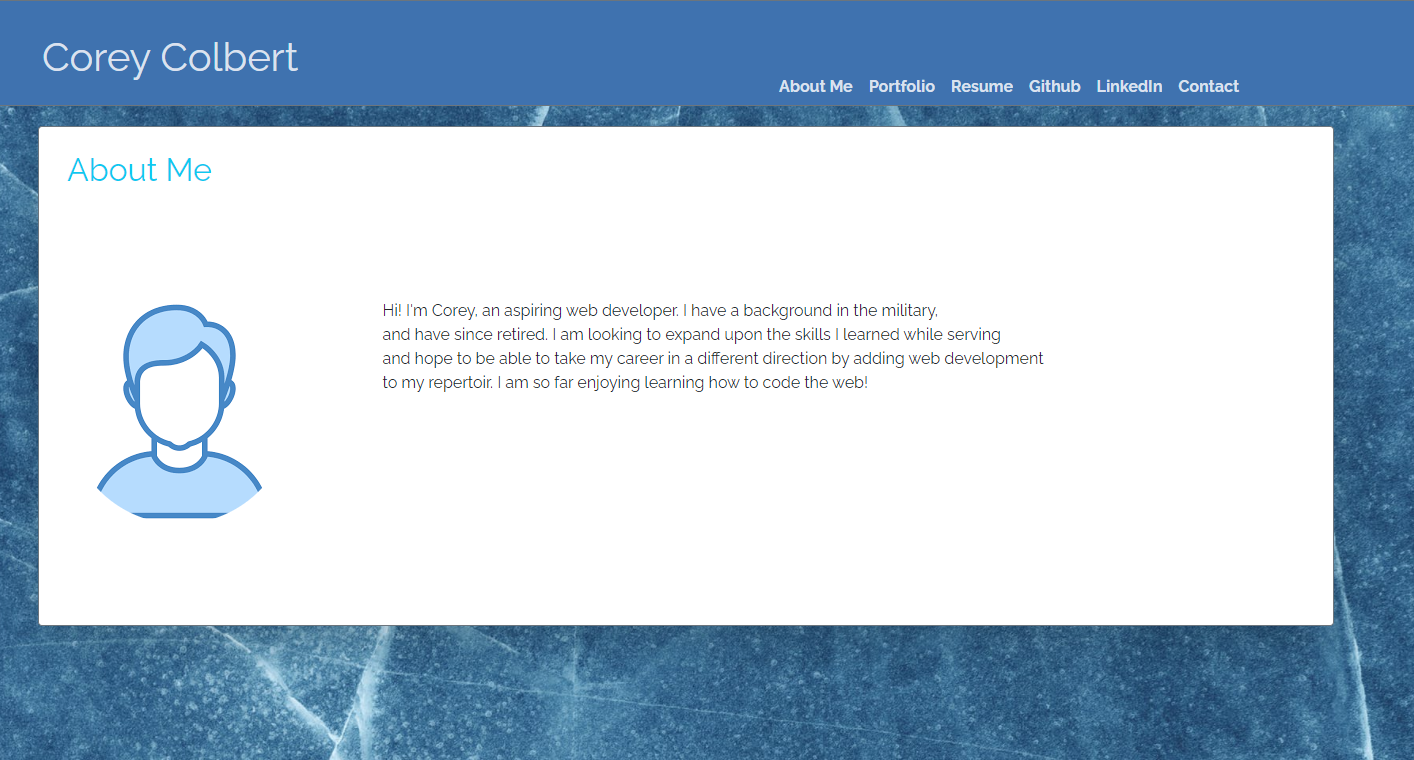 Corey Colbert
About Me Portfolio Resume Github LinkedIn Contact
About Me
Hi! I'm Corey, an aspiring web developer. I have a background in the military,
and have since retired. I am looking to expand upon the skills I learned while serving
and hope to be able to take my career in a different direction by adding web development
to my repertoir. I am so far enjoying learning how to code the web!